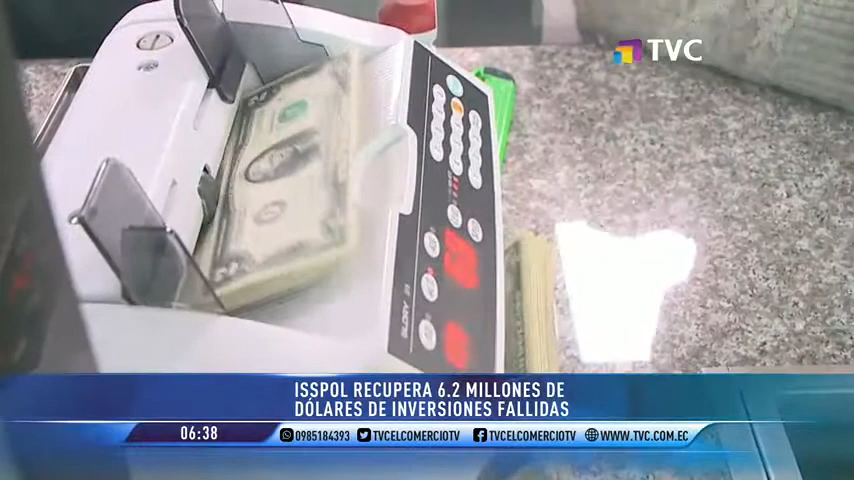 TVC
ISSPOL RECUPERA 6.2 MILLONES DE
DÓLARES DE INVERSIONES FALLIDAS
06:38
0985184393 TVCELCOMERCIOTV TVCELCOMERCIOTV WWW.TVC.COM.EC